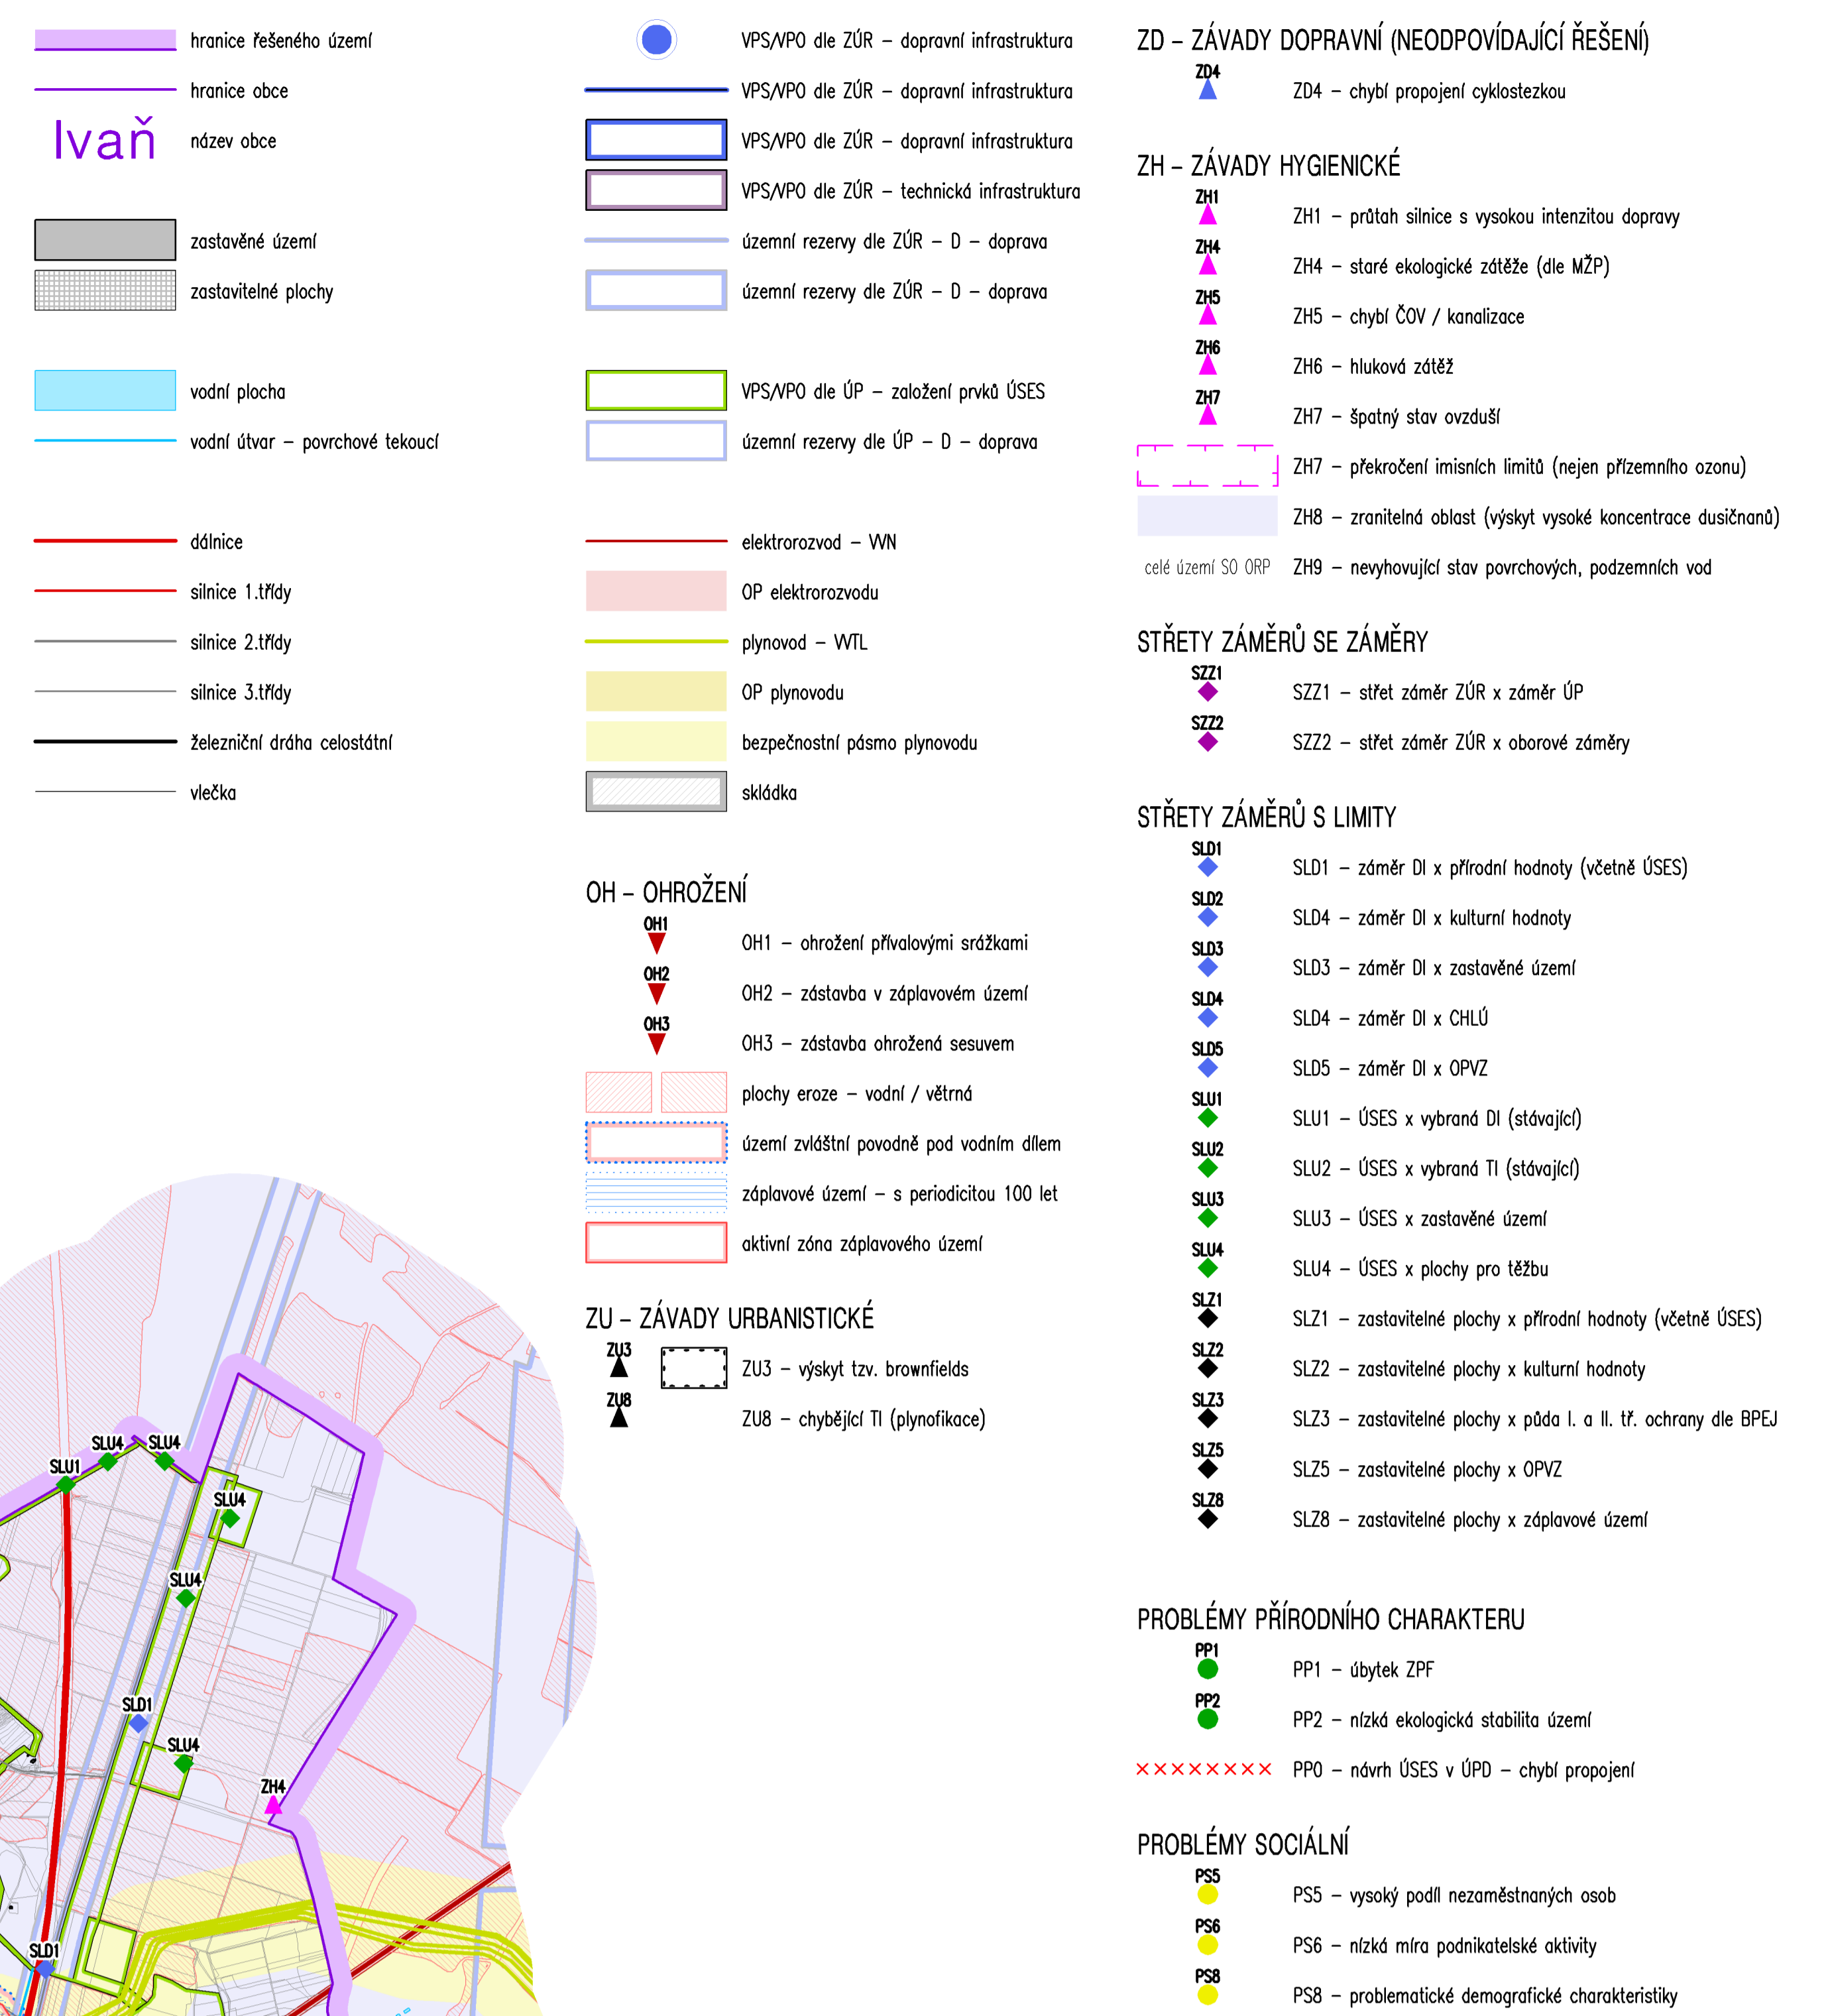 hranice řešeného území
hranice obce
Ivaň
název obce
zastavěné území
zastavitelné plochy
vodní plocha
vodní útvar – povrchové tekoucí
dálnice
silnice 1.třídy
silnice 2.třídy
silnice 3.třídy
železniční dráha celostátní
vlečka
VPS/VPO dle ZÚR – dopravní infrastruktura
VPS/VPO dle ZÚR – dopravní infrastruktura
VPS/VPO dle ZÚR – dopravní infrastruktura
VPS/VPO dle ZÚR – technická infrastruktura
územní rezervy dle ZÚR – D – doprava
územní rezervy dle ZÚR – D – doprava
VPS/VPO dle ÚP – založení prvků ÚSES
územní rezervy dle ÚP – D – doprava
elektrorozvod – VVN
OP elektrorozvodu
plynovod – VVTL
OP plynovodu
bezpečnostní pásmo plynovodu
skládka
OH – OHROŽENÍ
OH1
OH1 – ohrožení přívalovými srážkami
OH2
OH2 – zástavba v záplavovém území
OH3
OH3 – zástavba ohrožená sesuvem
plochy eroze – vodní / větrná
území zvláštní povodně pod vodním dílem
záplavové území – s periodicitou 100 let
aktivní zóna záplavového území
ZU – ZÁVADY URBANISTICKÉ
ZU3
ZU3 – výskyt tzv. brownfields
ZU8
ZU8 – chybějící TI (plynofikace)
ZD – ZÁVADY DOPRAVNÍ (NEODPOVÍDAJÍCÍ ŘEŠENÍ)
ZD4
ZD4 – chybí propojení cyklostezkou
ZH – ZÁVADY HYGIENICKÉ
ZH1
ZH1 – průtah silnice s vysokou intenzitou dopravy
ZH4
ZH4 – staré ekologické zátěže (dle MŽP)
ZH5
ZH5 – chybí ČOV / kanalizace
ZH6
ZH6 – hluková zátěž
ZH7
ZH7 – špatný stav ovzduší
ZH7 – překročení imisních limitů (nejen přízemního ozonu)
ZH8 – zranitelná oblast (výskyt vysoké koncentrace dusičnanů)
celé území SO ORP ZH9 – nevyhovující stav povrchových, podzemních vod
STŘETY ZÁMĚRŮ SE ZÁMĚRY
SZZ1
SZZ1 – střet záměr ZÚR x záměr ÚP
SZZ2
SZZ2 – střet záměr ZÚR x oborové záměry
STŘETY ZÁMĚRŮ S LIMITY
SLD1
SLD1 – záměr DI x přírodní hodnoty (včetně ÚSES)
SLD2
SLD4 – záměr DI x kulturní hodnoty
SLD3
SLD3 – záměr DI x zastavěné území
SLD4
SLD4 – záměr DI x CHLÚ
SLD5
SLD5 – záměr DI x OPVZ
SLU1
SLU1 – ÚSES x vybraná DI (stávající)
SLU2
SLU2 – ÚSES x vybraná TI (stávající)
SLU3
SLU3 – ÚSES x zastavěné území
SLU4
SLU4 – ÚSES x plochy pro těžbu
SLZ1
SLZ1 – zastavitelné plochy x přírodní hodnoty (včetně ÚSES)
SLZ2
SLZ2 – zastavitelné plochy x kulturní hodnoty
SLZ3
SLZ3 – zastavitelné plochy x půda I. a II. tř. ochrany dle BPEJ
SLZ5
SLZ5 – zastavitelné plochy x OPVZ
SLZ8
SLZ8 – zastavitelné plochy x záplavové území
PROBLÉMY PŘÍRODNÍHO CHARAKTERU
PP1
PP1 – úbytek ZPF
PP2
PP2 – nízká ekologická stabilita území
PP0 – návrh ÚSES v ÚPD – chybí propojení
PROBLÉMY SOCIÁLNÍ
PS5
PS5 – vysoký podíl nezaměstnaných osob
PS6
PS6 – nízká míra podnikatelské aktivity
PS8
PS8 – problematické demografické charakteristiky
SLU4
SLU4
SLU1
SLU4
SLU4
SLD1
SLU4
ZH4
SLD1